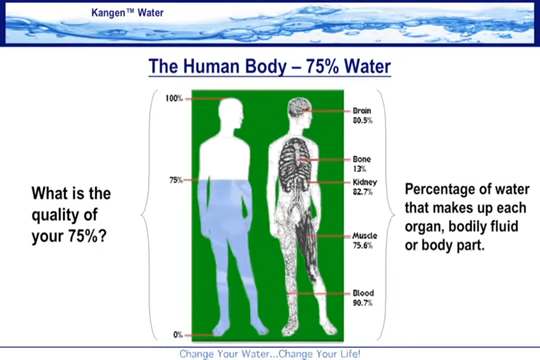 Kangen™ Water
The Human Body – 75% Water
100%
75%
0%
Brain
80.5%
Bone
13%
Kidney
82.7%
Muscle
75.6%
Blood
90.7%
What is the
quality of
your 75%?
Percentage of water
that makes up each
organ, bodily fluid
or body part.
Change Your Water...Change Your Life!